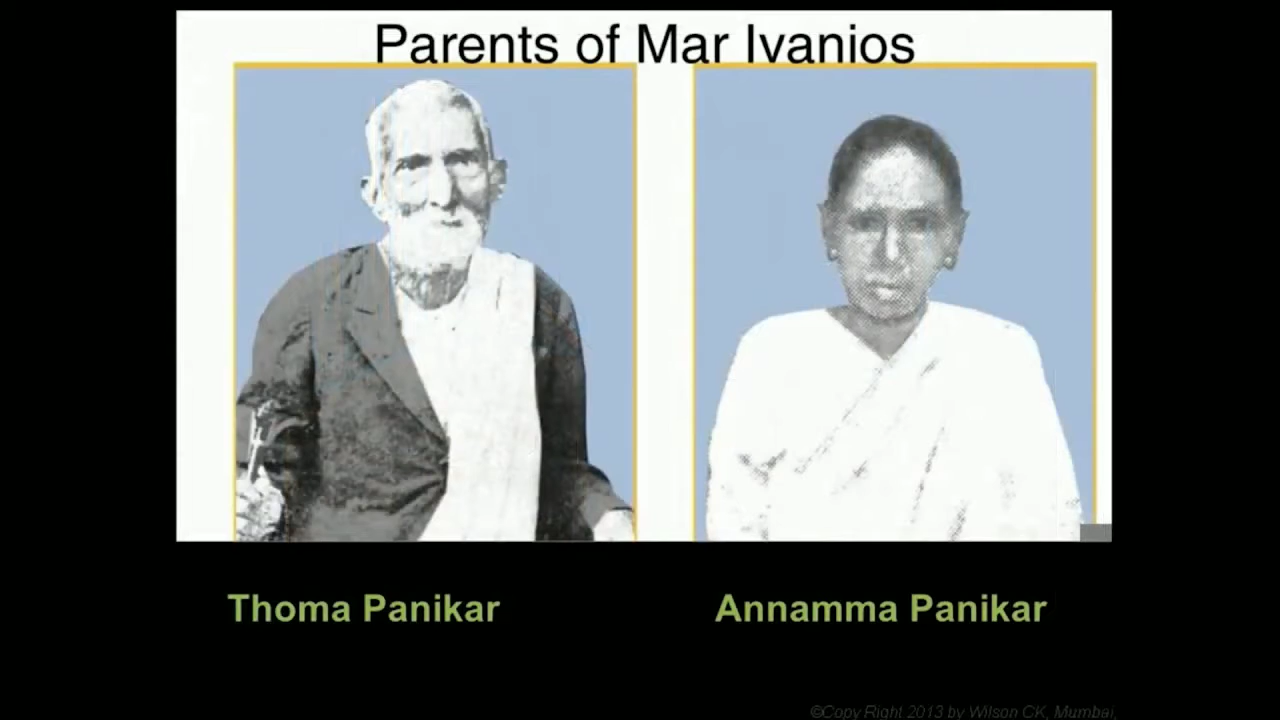 Parents of Mar Ivanios
Thoma Panikar
Annamma Panikar
©Copy Right 2013 by Wilson CK, Mumbai,